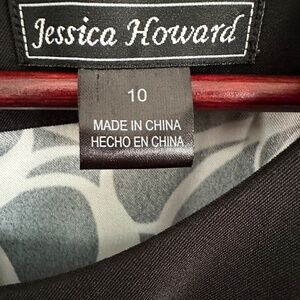 Jessica Howard
10
MADE IN CHINA
HECHO EN CHINA